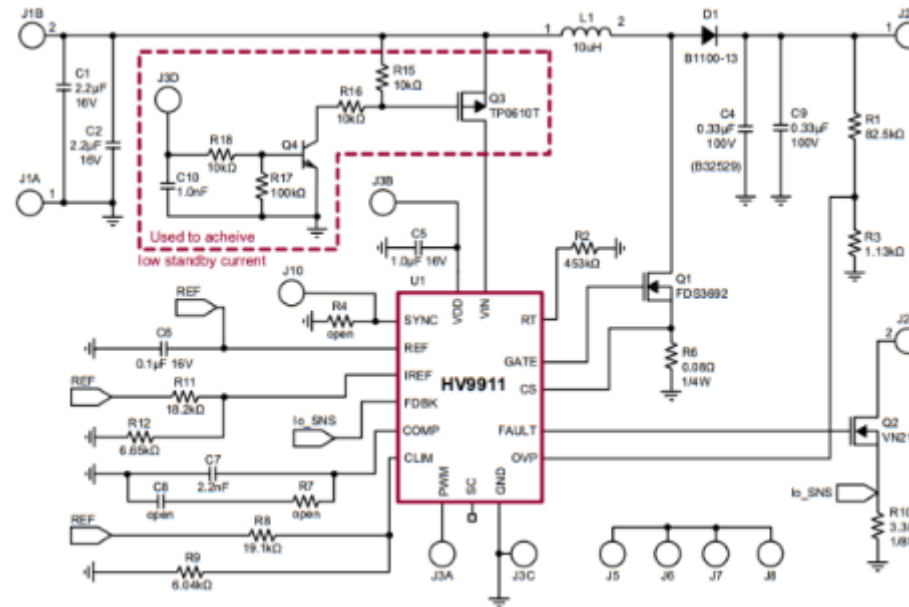 J1B
2
C1
2.2μF
16V
C2
2.2μF
16V
J1A
1
J3D
R18
10kΩ
C10
1.0nF
R17
100kΩ
Q4
R16
10kΩ
R15
10kΩ
Q3
TP0610T
Used to acheive
low standby current
1
L1
2
10uH
D1
B1100-13
C4
0.33μF
100V
(B32529)
C9
0.33μF
100V
R1
82.5kΩ
R3
1.13kΩ
1
J3B
C5
1.0μF 16V
J10
R4
open
U1
R2
453kΩ
Q1
FDS3692
R6
0.08Ω
1/4W
REF
C6
0.1μF 16V
REF
R11
18.2kΩ
R12
6.65kΩ
Io_SNS
C7
2.2nF
C8
open
R7
open
REF
R8
19.1kΩ
R9
6.04kΩ
VDD
VIN
SYNC
REF
IREF
FDBK
COMP
CLIM
HV9911
RT
GATE
CS
FAULT
OVP
PWM
SC
GND
J3A
J3C
J5
J6
J7
J8
2
Q2
Io_SNS
R10